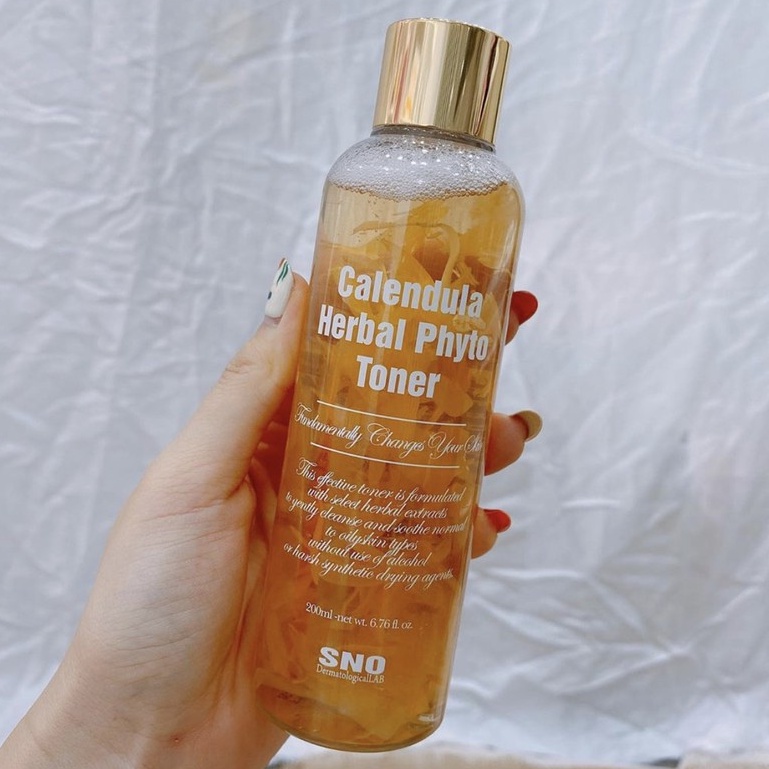 Calendula
Herbal Phyto
Toner
Fundamentally Changes Your Skin
This effective toner is formulated
with select herbal extracts
to gently cleanse and soothe normal
to oilyskin types
without use of alcohol
or harsh synthetic drying agents.
200ml-net wt. 6.76 fl. oz.
SNO
DermatologicalLAB